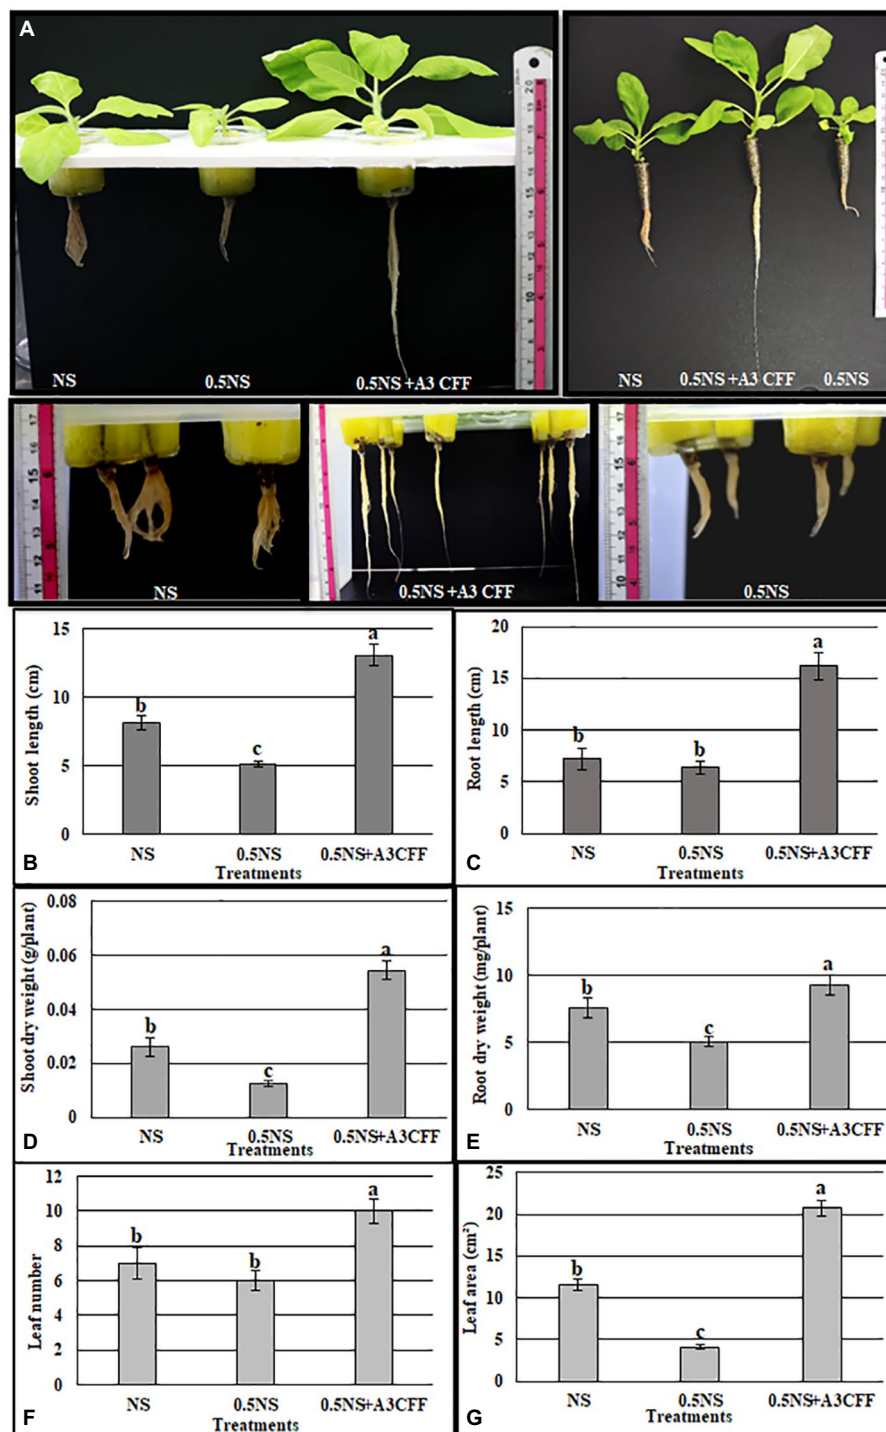 A
NS
0.5NS
0.5NS +A3 CFF
NS
0.5NS +A3 CFF
0.5NS
NS
0.5NS +A3 CFF
0.5NS
15
10
5
0
Shoot length (cm)
b
c
a
NS
0.5NS
0.5NS+A3CFF
Treatments
B
20
15
10
5
0
Root length (cm)
b
b
a
NS
0.5NS
0.5NS+A3CFF
Treatments
C
0.08
0.06
0.04
0.02
0
Shoot dry weight (g/plant)
b
c
a
NS
0.5NS
0.5NS+A3CFF
Treatments
D
15
10
5
0
Root dry weight (mg/plant)
b
c
a
NS
0.5NS
0.5NS+A3CFF
Treatments
E
12
10
8
6
4
2
0
Leaf number
b
b
a
NS
0.5NS
0.5NS+A3CFF
Treatments
F
25
20
15
10
5
0
Leaf area (cm²)
b
c
a
NS
0.5NS
0.5NS+A3CFF
Treatments
G